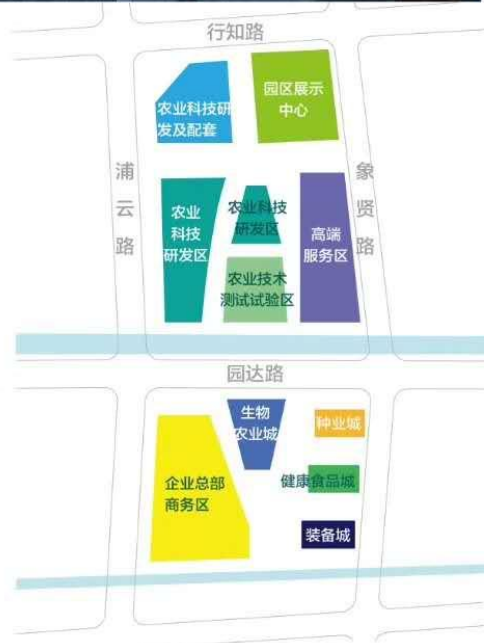 行知路
农业科技研
发及配套
园区展示
中心
浦云路
象贤路
农业
科技
研发区
农业科技
研发区
高端
服务区
农业技术
测试试验区
园达路
生物
农业城
种业城
企业总部
商务区
健康食品城
装备城